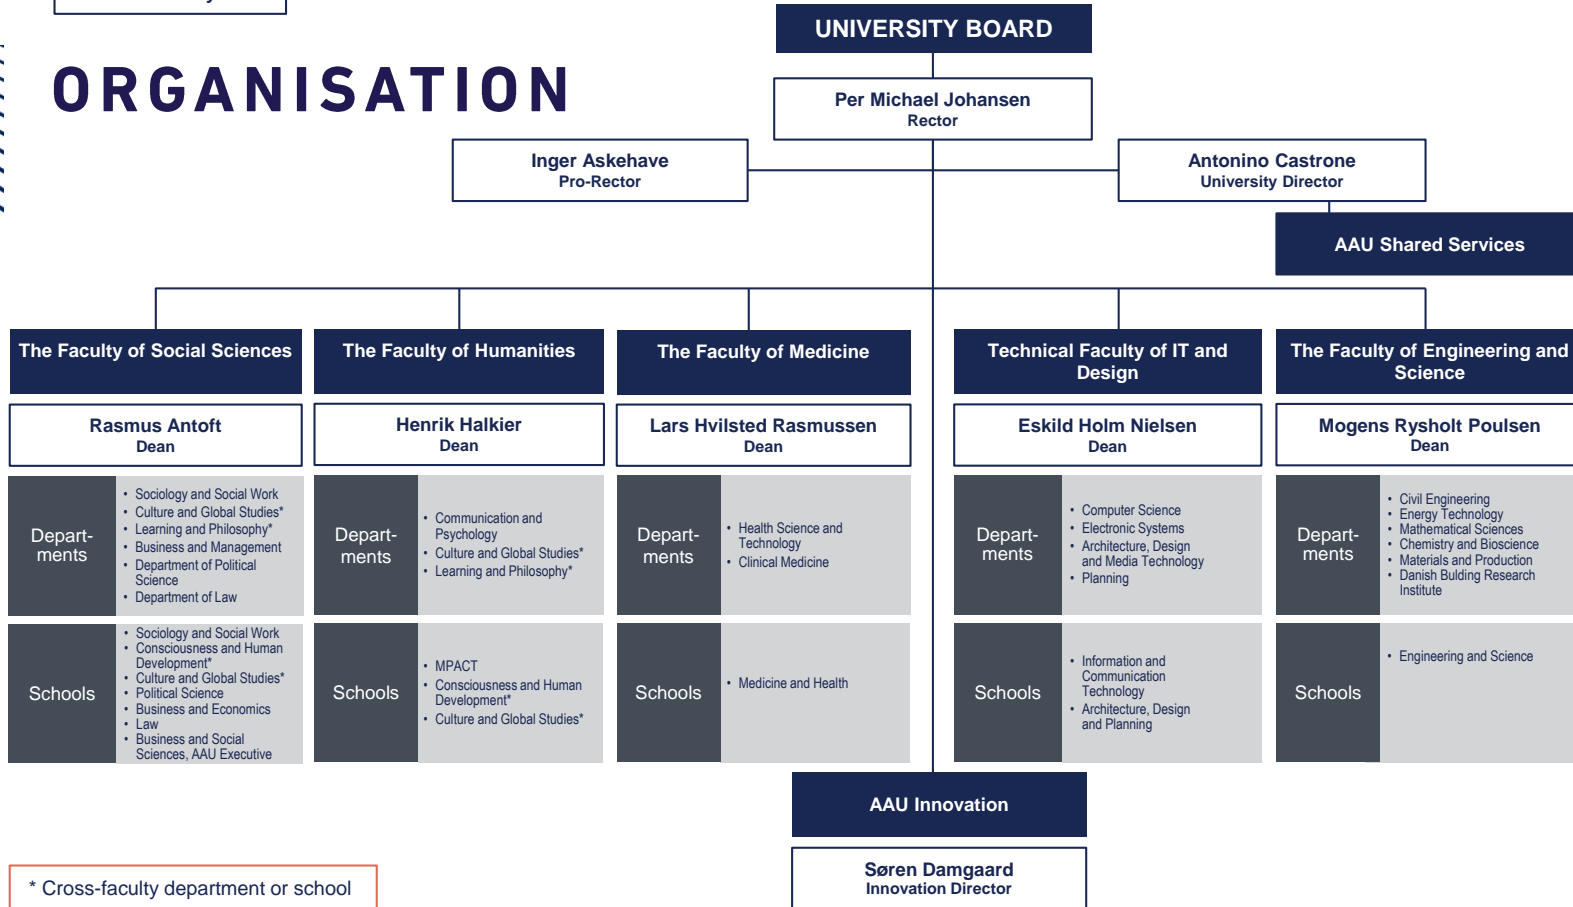 UNIVERSITY BOARD
ORGANISATION
Per Michael Johansen
Rector
Inger Askehave
Pro-Rector
Antonino Castrone
University Director
AAU Shared Services
The Faculty of Social Sciences
Rasmus Antoft
Dean
Depart-
ments
• Sociology and Social Work
• Culture and Global Studies*
• Learning and Philosophy*
• Business and Management
• Department of Political
Science
• Department of Law
Schools
• Sociology and Social Work
• Consciousness and Human
Development*
• Culture and Global Studies*
• Political Science
• Business and Economics
• Law
• Business and Social
Sciences, AAU Executive
The Faculty of Humanities
Henrik Halkier
Dean
Depart-
ments
• Communication and
Psychology
• Culture and Global Studies*
• Learning and Philosophy*
Schools
• MPACT
• Consciousness and Human
Development*
• Culture and Global Studies*
The Faculty of Medicine
Lars Hvilsted Rasmussen
Dean
Depart-
ments
• Health Science and
Technology
• Clinical Medicine
Schools
• Medicine and Health
Technical Faculty of IT and
Design
Eskild Holm Nielsen
Dean
Depart-
ments
• Computer Science
• Electronic Systems
• Architecture, Design
and Media Technology
• Planning
Schools
• Information and
Communication
Technology
• Architecture, Design
and Planning
The Faculty of Engineering and
Science
Mogens Rysholt Poulsen
Dean
Depart-
ments
• Civil Engineering
• Energy Technology
• Mathematical Sciences
• Chemistry and Bioscience
• Materials and Production
• Danish Bulding Research
Institute
Schools
• Engineering and Science
AAU Innovation
Søren Damgaard
Innovation Director
* Cross-faculty department or school